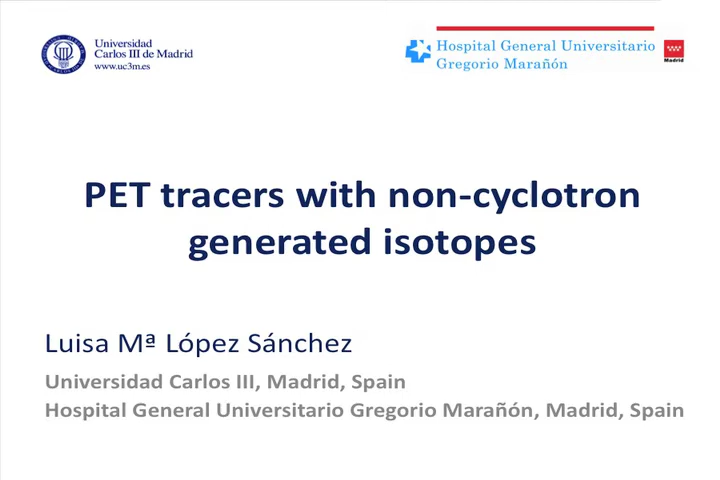 Universidad
Carlos III de Madrid
www.uc3m.es
Hospital General Universitario
Gregorio Marañón
Madrid
PET tracers with non-cyclotron
generated isotopes
Luisa Mª López Sánchez
Universidad Carlos III, Madrid, Spain
Hospital General Universitario Gregorio Marañón, Madrid, Spain